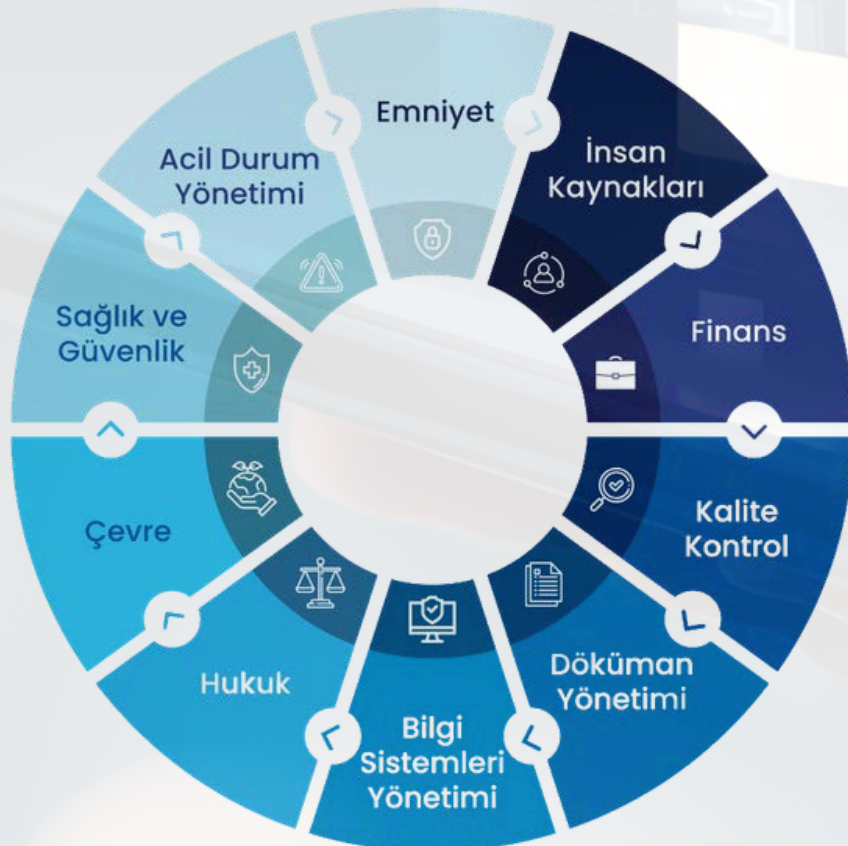 Emniyet
İnsan
Kaynakları
Finans
Kalite
Kontrol
Döküman
Yönetimi
Bilgi
Sistemleri
Yönetimi
Hukuk
Çevre
Sağlık ve
Güvenlik
Acil Durum
Yönetimi